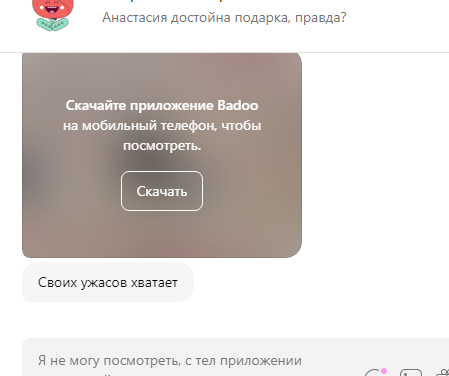 Анастасия достойна подарка, правда?
Скачайте приложение Badoo
на мобильный телефон, чтобы
посмотреть.
Скачать
Своих ужасов хватает
Я не могу посмотреть, с тел приложении